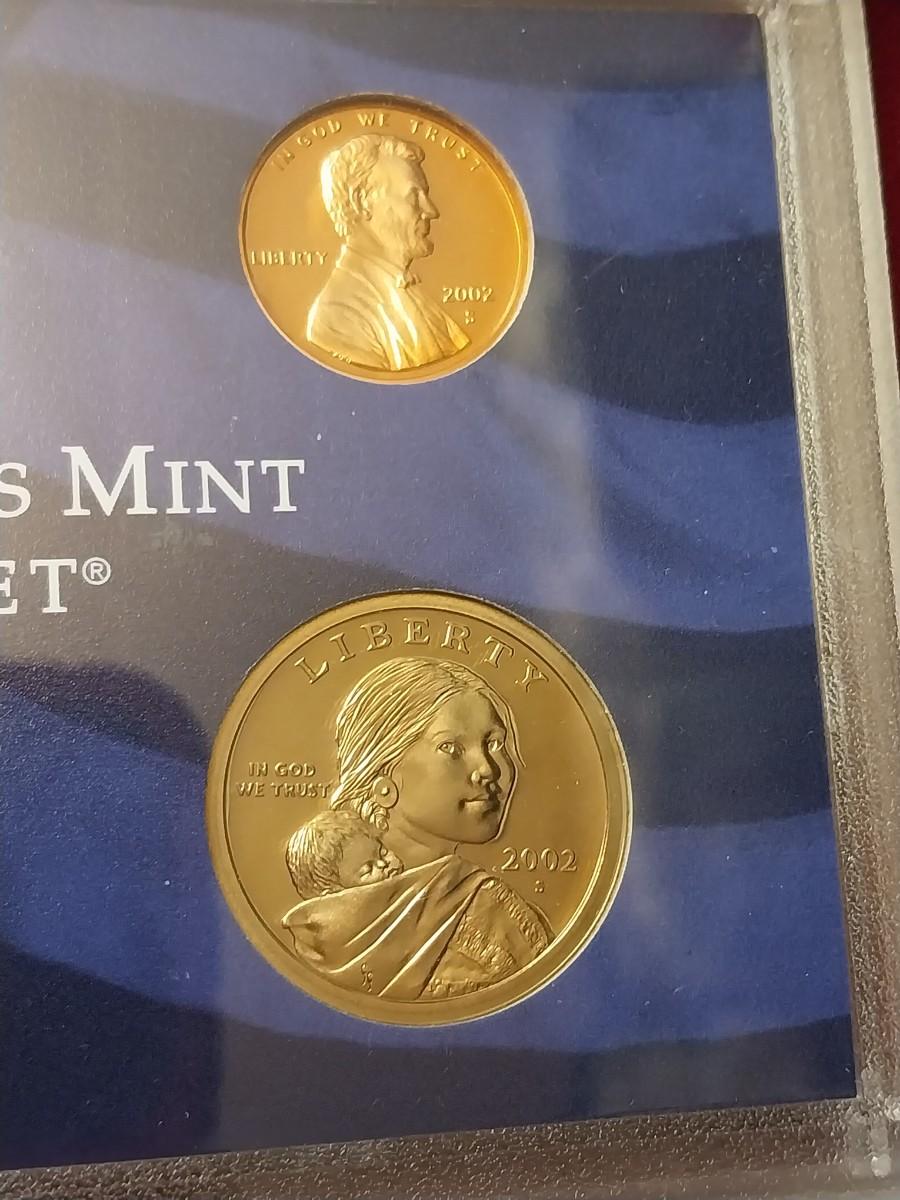 IN GOD WE TRUST
LIBERTY
2002
S
S MINT
ET®
LIBERTY
IN GOD
WE TRUST
2002
S